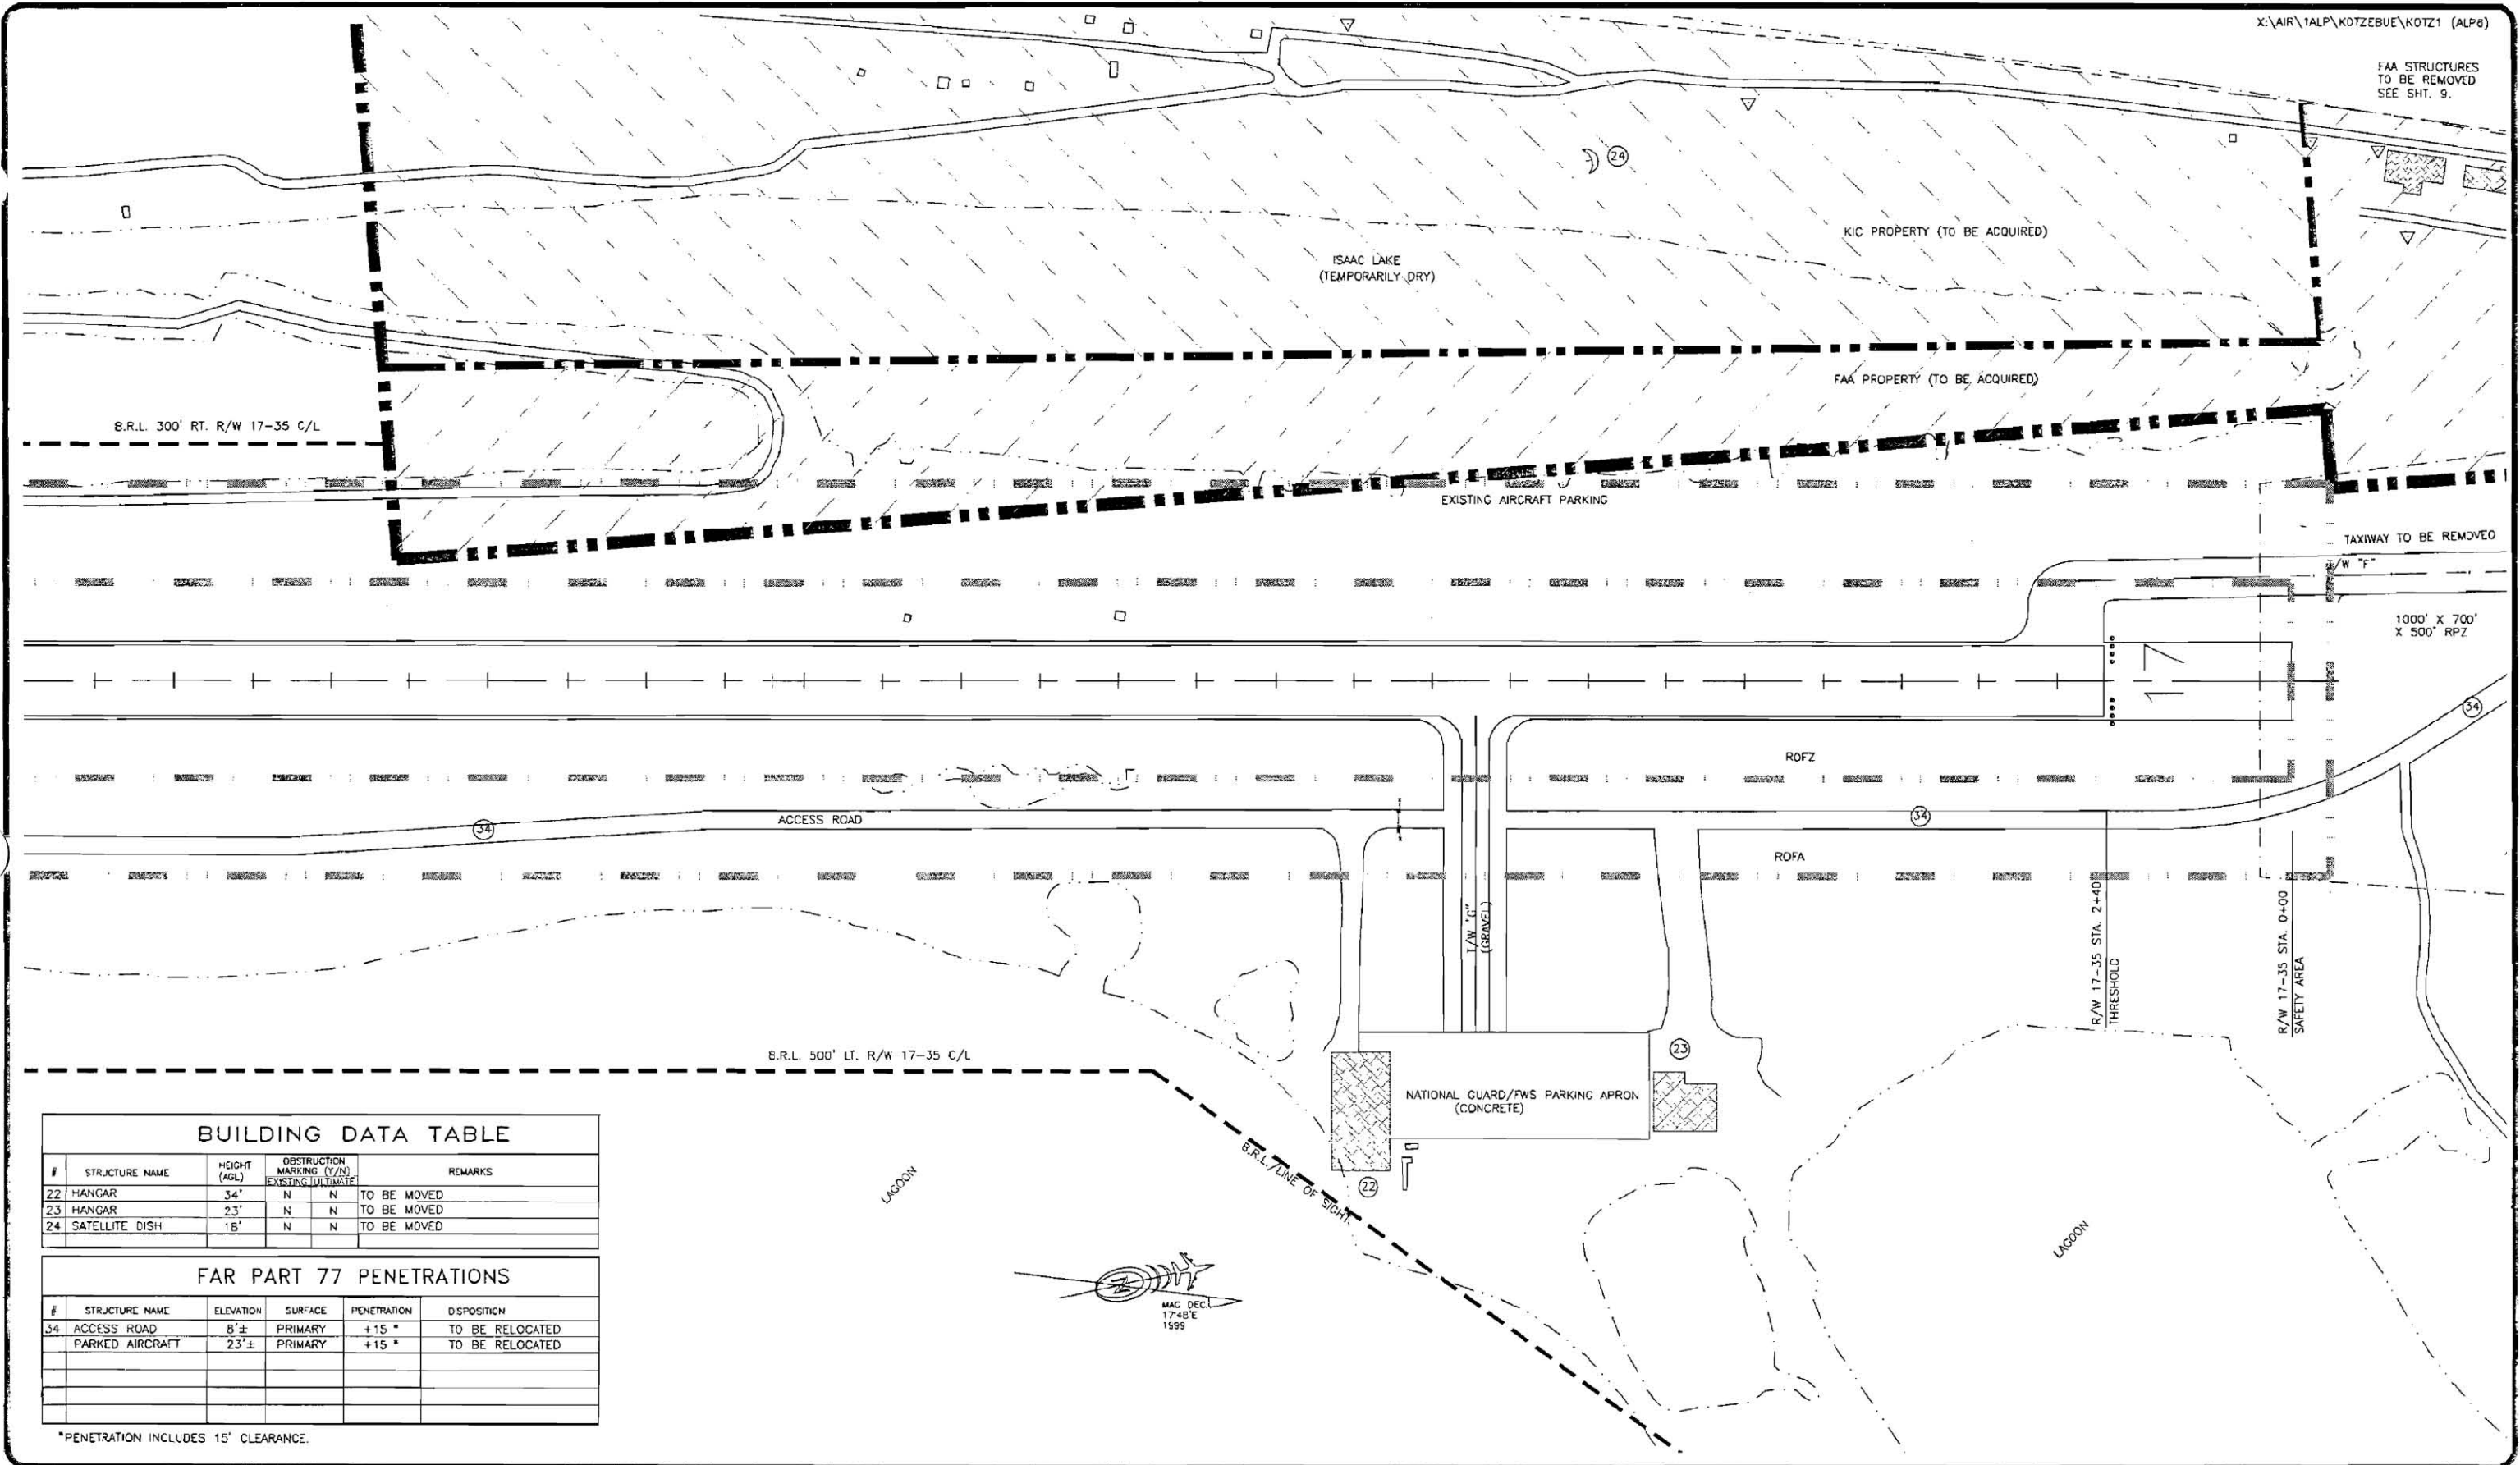 X:\AIR\1ALP\KOTZEBUE\KOTZ1 (ALP6)
FAA STRUCTURES
TO BE REMOVED
SEE SHT. 9.
24
KIC PROPERTY (TO BE ACQUIRED)
ISAAC LAKE
(TEMPORARILY DRY)
FAA PROPERTY (TO BE ACQUIRED)
B.R.L. 300' RT. R/W 17-35 C/L
EXISTING AIRCRAFT PARKING
TAXIWAY TO BE REMOVED
"F"
1000' X 700'
X 500' RPZ
17
34
ROFZ
ACCESS ROAD
34
34
ROFA
T/W "G"
(GRAVEL)
R/W 17-35 STA. 2+40
THRESHOLD
R/W 17-35 STA. 0+00
SAFETY AREA
B.R.L. 500' LT. R/W 17-35 C/L
23
NATIONAL GUARD/FWS PARKING APRON
(CONCRETE)
22
B.R.L./LINE OF SIGHT
LAGOON
LAGOON
MAG DEC.
17°48'E
1999
BUILDING DATA TABLE
# STRUCTURE NAME HEIGHT (AGL) OBSTRUCTION MARKING (Y/N) EXISTING ULTIMATE REMARKS
22 HANGAR 34' N N TO BE MOVED
23 HANGAR 23' N N TO BE MOVED
24 SATELLITE DISH 18' N N TO BE MOVED
FAR PART 77 PENETRATIONS
# STRUCTURE NAME ELEVATION SURFACE PENETRATION DISPOSITION
34 ACCESS ROAD 8'± PRIMARY +15 * TO BE RELOCATED
PARKED AIRCRAFT 23'± PRIMARY +15 * TO BE RELOCATED
*PENETRATION INCLUDES 15' CLEARANCE.